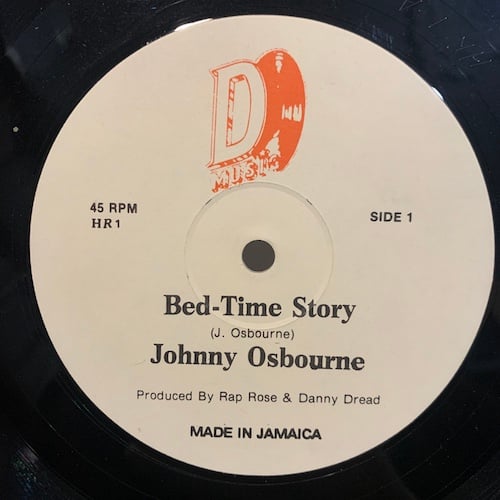 D
MUSIC
45 RPM
HR1
SIDE 1
Bed-Time Story
(J. Osbourne)
Johnny Osbourne
Produced By Rap Rose & Danny Dread
MADE IN JAMAICA